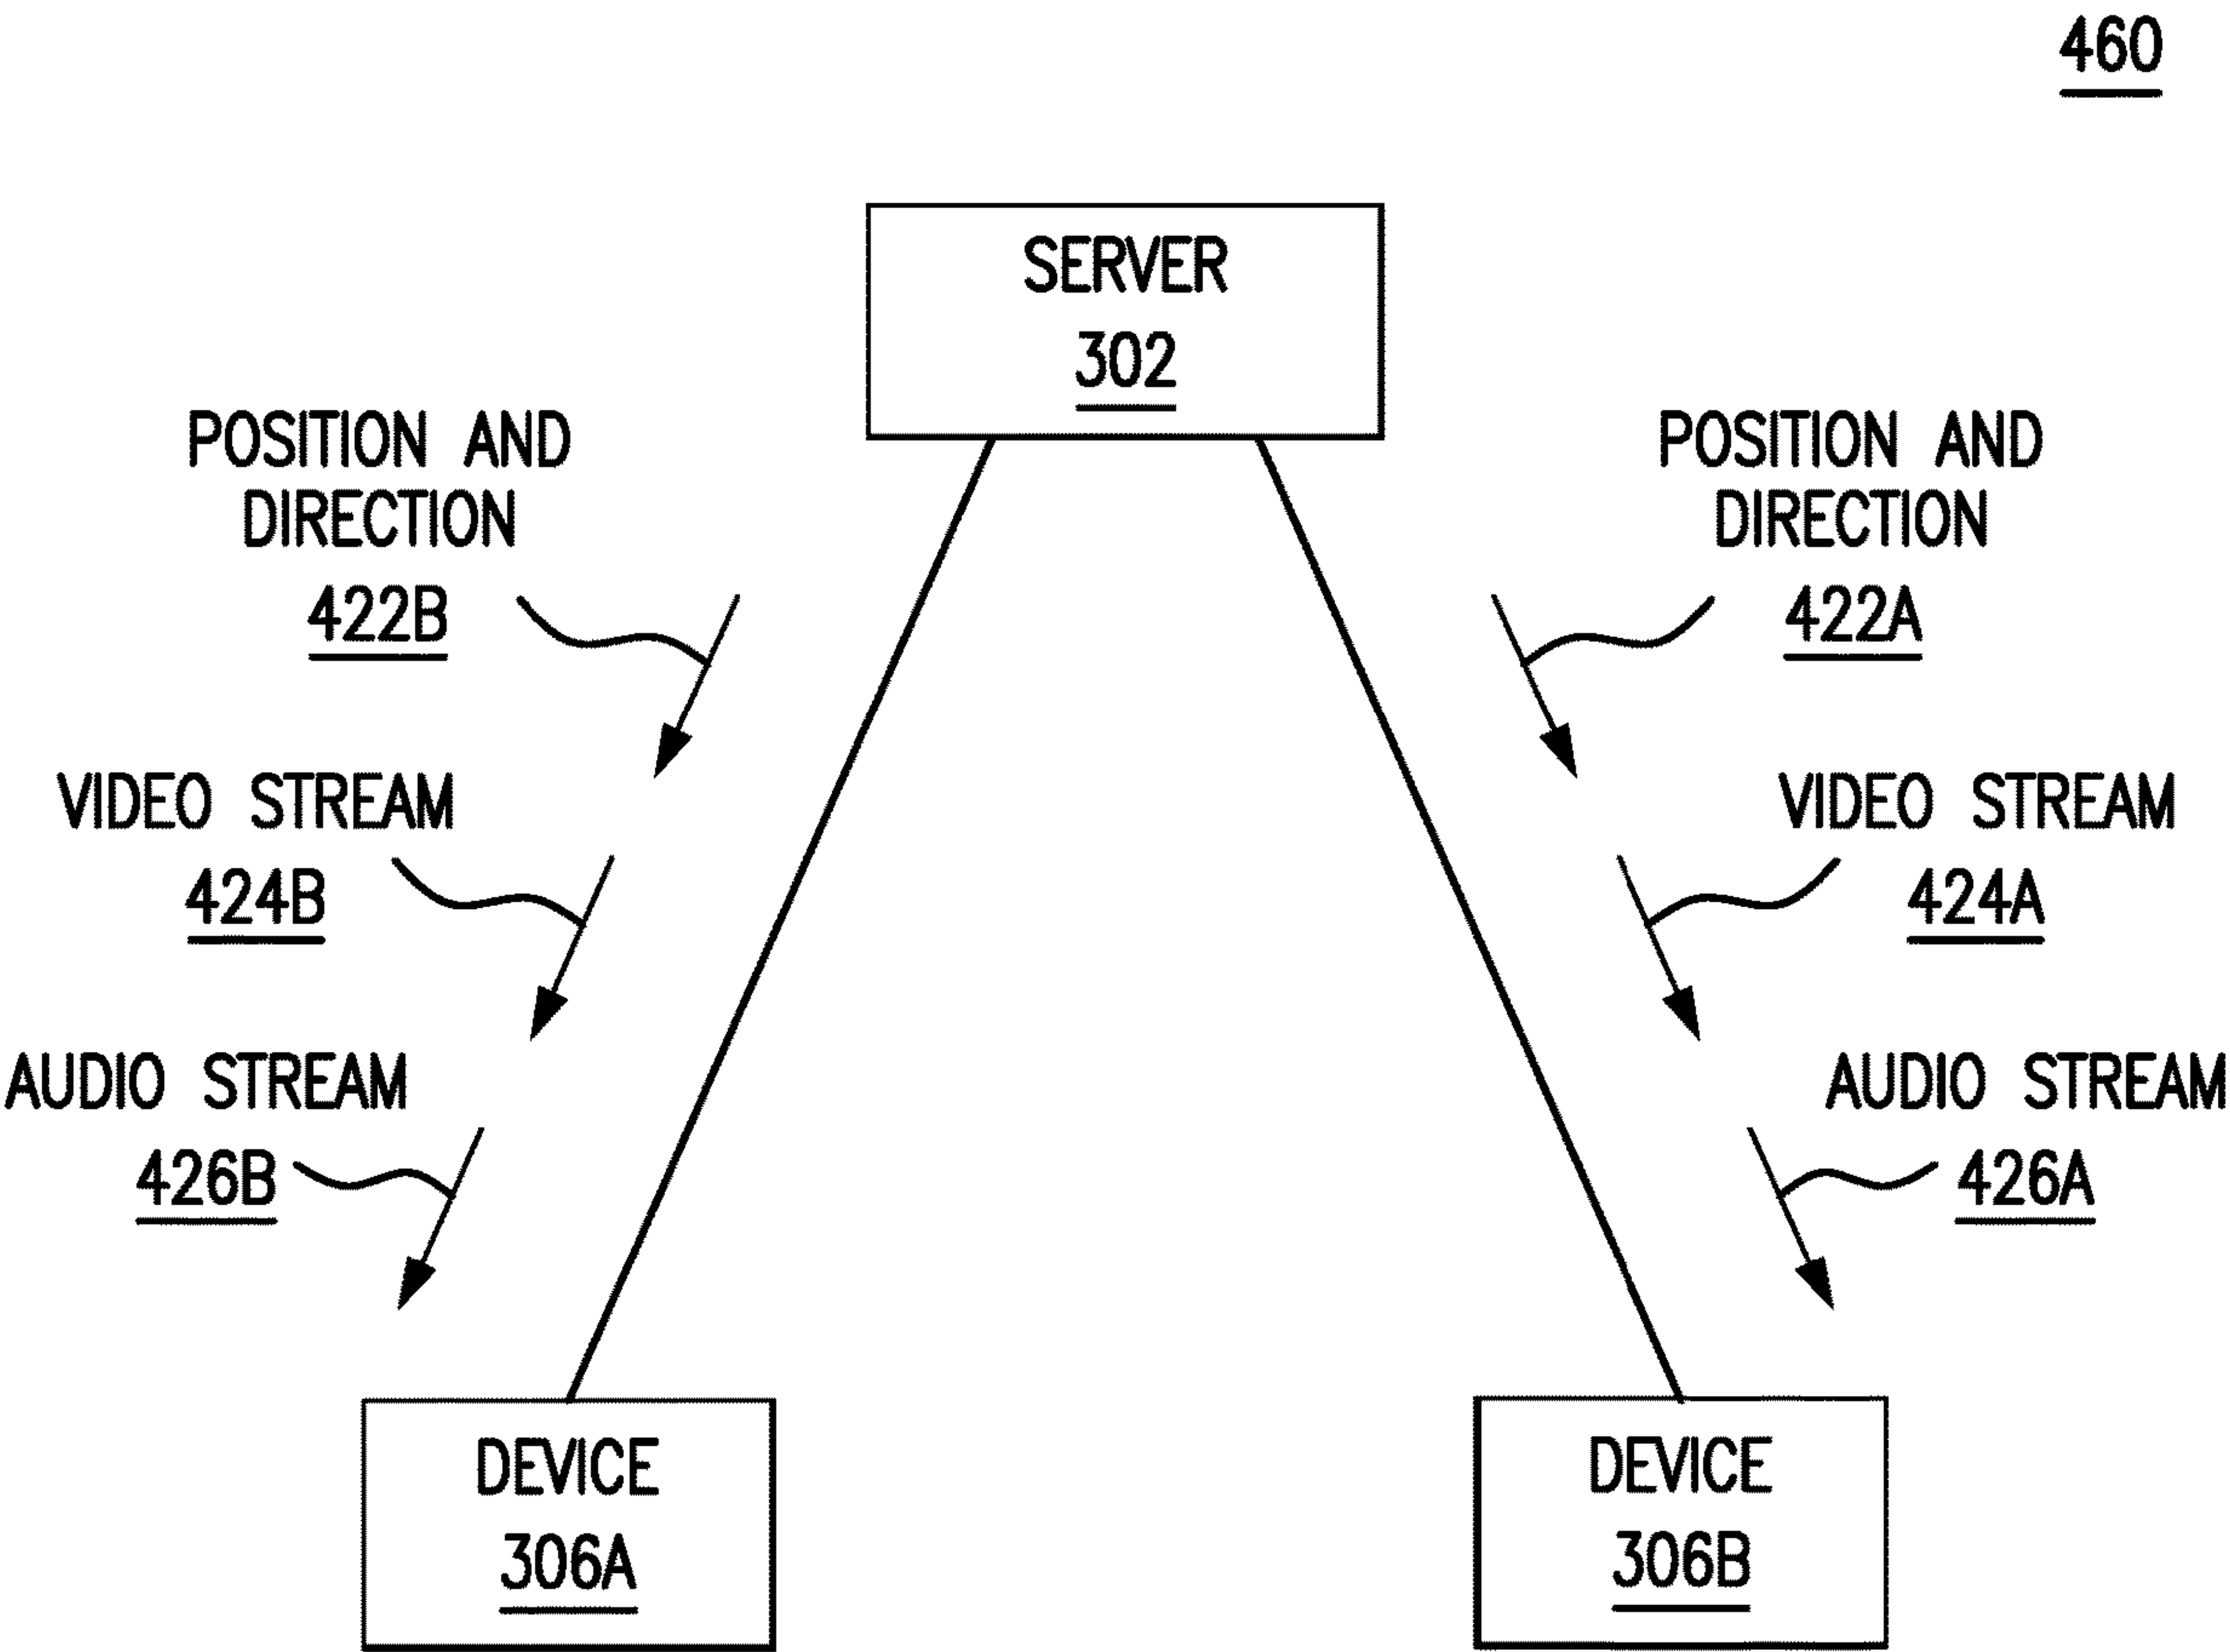 460
SERVER
302
POSITION AND
DIRECTION
422B
POSITION AND
DIRECTION
422A
VIDEO STREAM
424B
VIDEO STREAM
424A
AUDIO STREAM
426B
AUDIO STREAM
426A
DEVICE
306A
DEVICE
306B